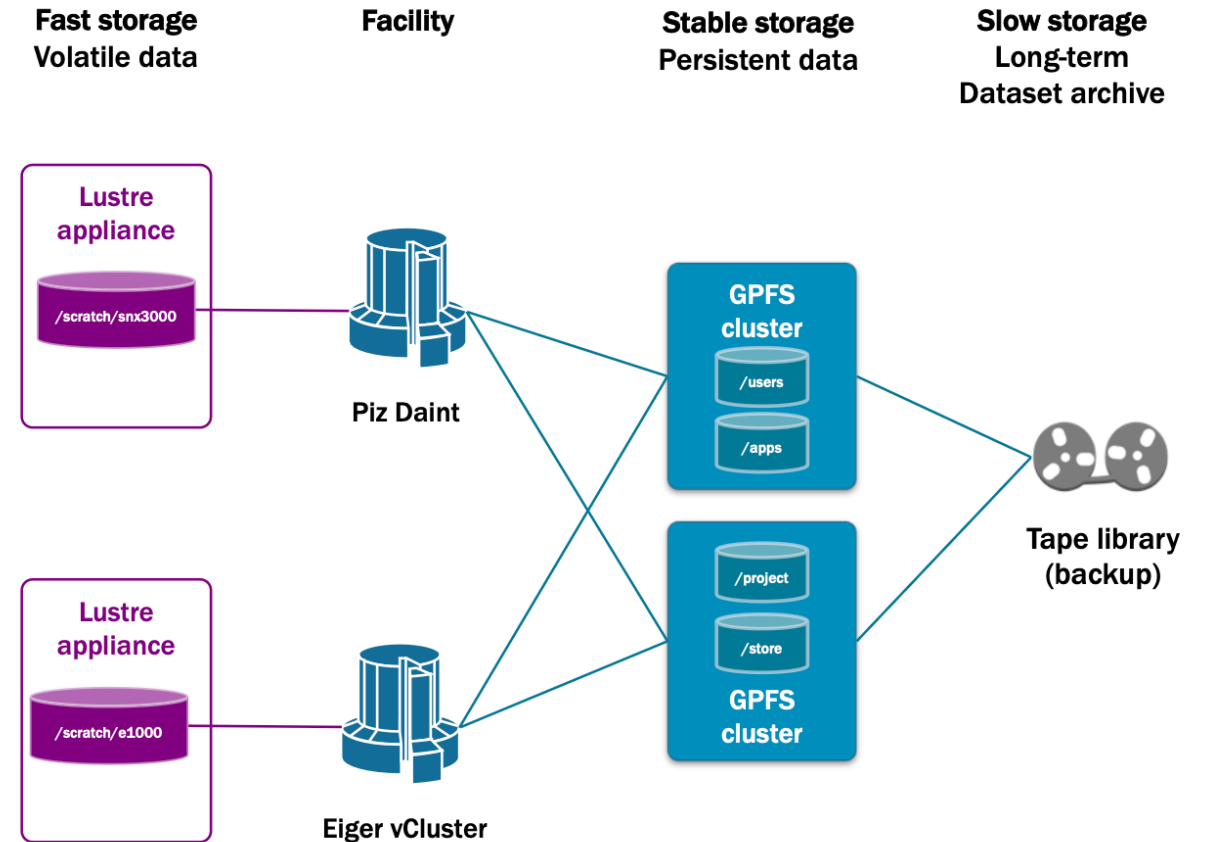 Fast storage
Volatile data
Facility
Stable storage
Persistent data
Slow storage
Long-term
Dataset archive
Lustre
appliance
/scratch/snx3000
Piz Daint
GPFS
cluster
/users
/apps
Tape library
(backup)
Lustre
appliance
/scratch/e1000
Eiger vCluster
/project
/store
GPFS
cluster